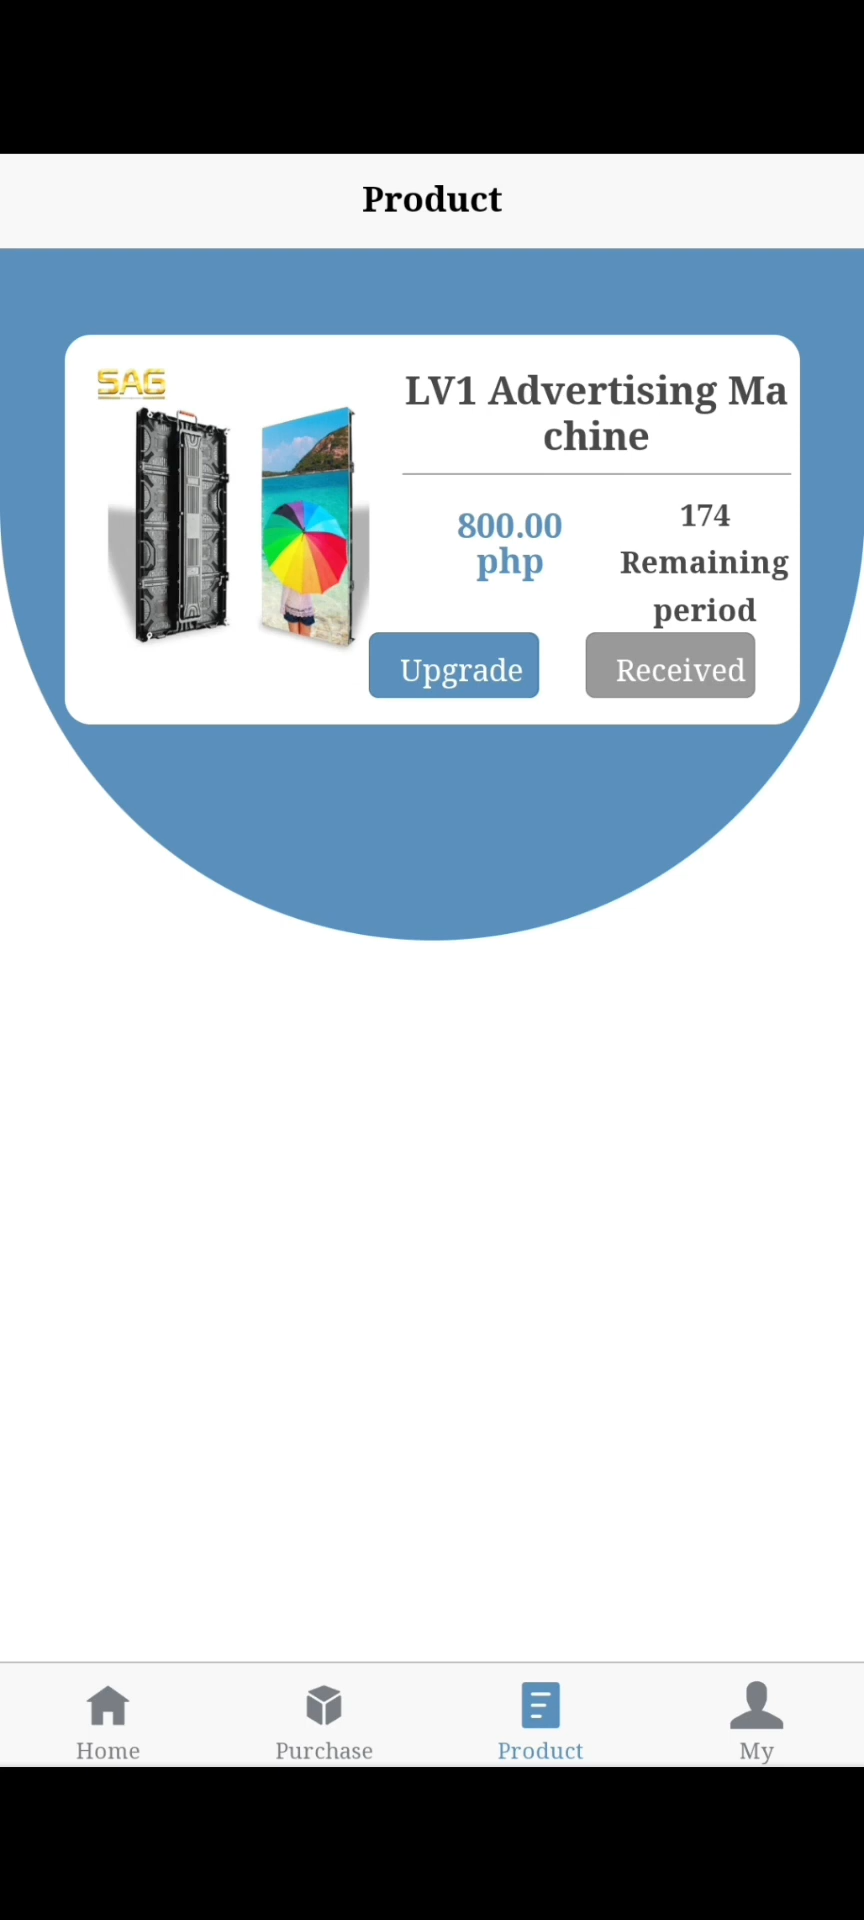 Product
SAG
LV1 Advertising Ma
chine
800.00
php
174
Remaining
period
Upgrade
Received
Home
Purchase
Product
My